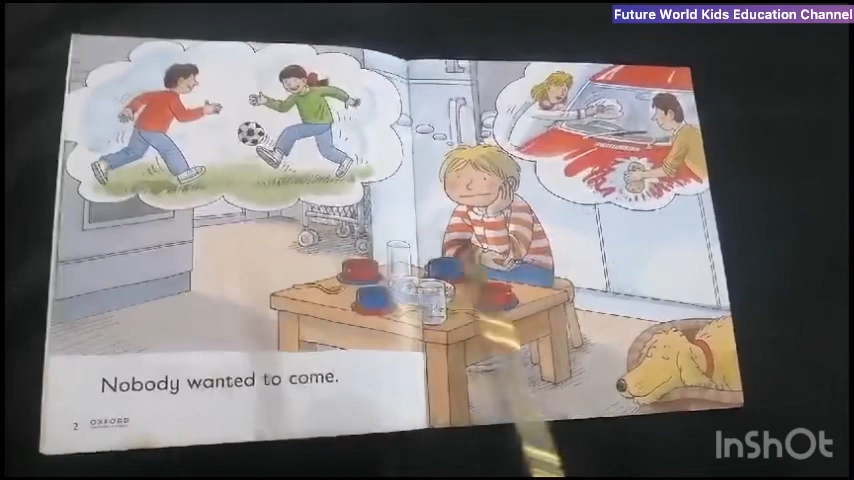 Future World Kids Education Channel
Nobody wanted to come.
2 OXFORD
InShOt